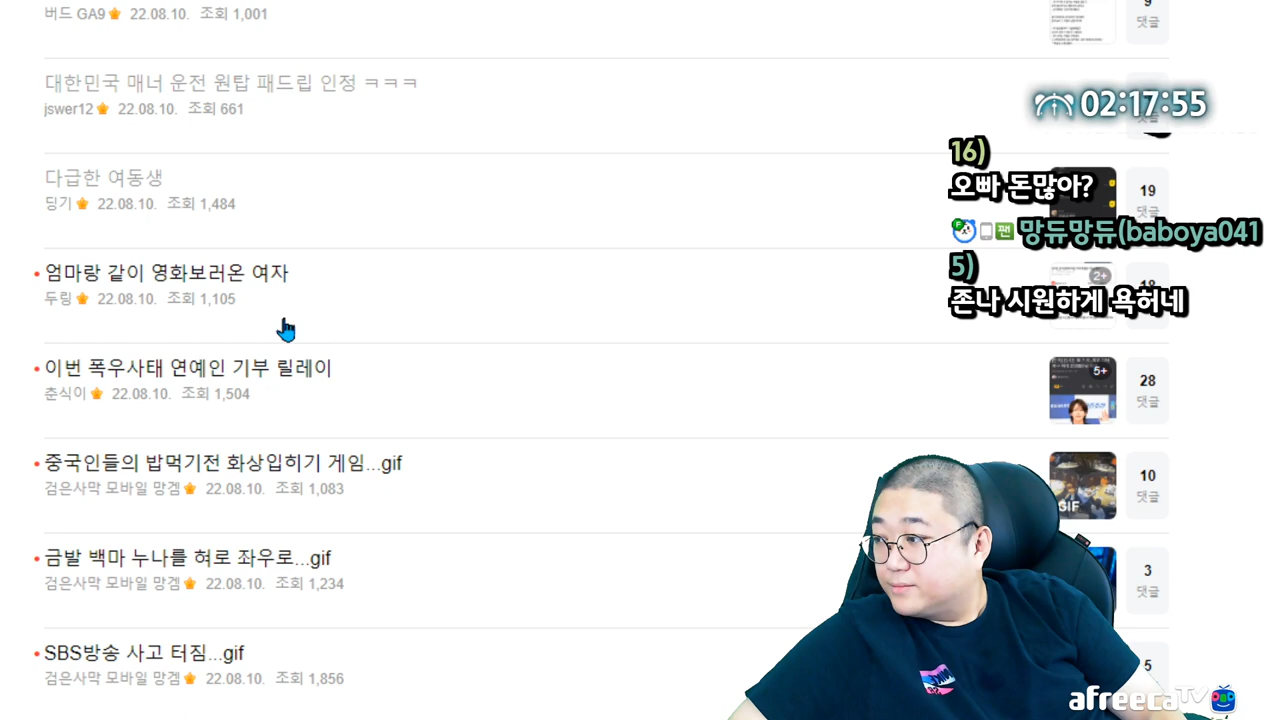 버드 GA9 22.08.10. 조회 1,001
9
댓글
대한민국 매너 운전 원탑 패드립 인정 ㅋㅋㅋ
jswer12 22.08.10. 조회 661
02:17:55
다급한 여동생
딩기 22.08.10. 조회 1,484
19
댓글
16)
오빠 돈많아?
팬 망듀망듀(baboya041
5)
존나 시원하게 욕허네
엄마랑 같이 영화보러온 여자
두링 22.08.10. 조회 1,105
2+
이번 폭우사태 연예인 기부 릴레이
춘식이 22.08.10. 조회 1,504
5+
28
댓글
중국인들의 밥먹기전 화상입히기 게임...gif
검은사막 모바일 망겜 22.08.10. 조회 1,083
GIF
10
댓글
금발 백마 누나를 혀로 좌우로...gif
검은사막 모바일 망겜 22.08.10. 조회 1,234
3
댓글
SBS방송 사고 터짐...gif
검은사막 모바일 망겜 22.08.10. 조회 1,856
5
afreecaTV